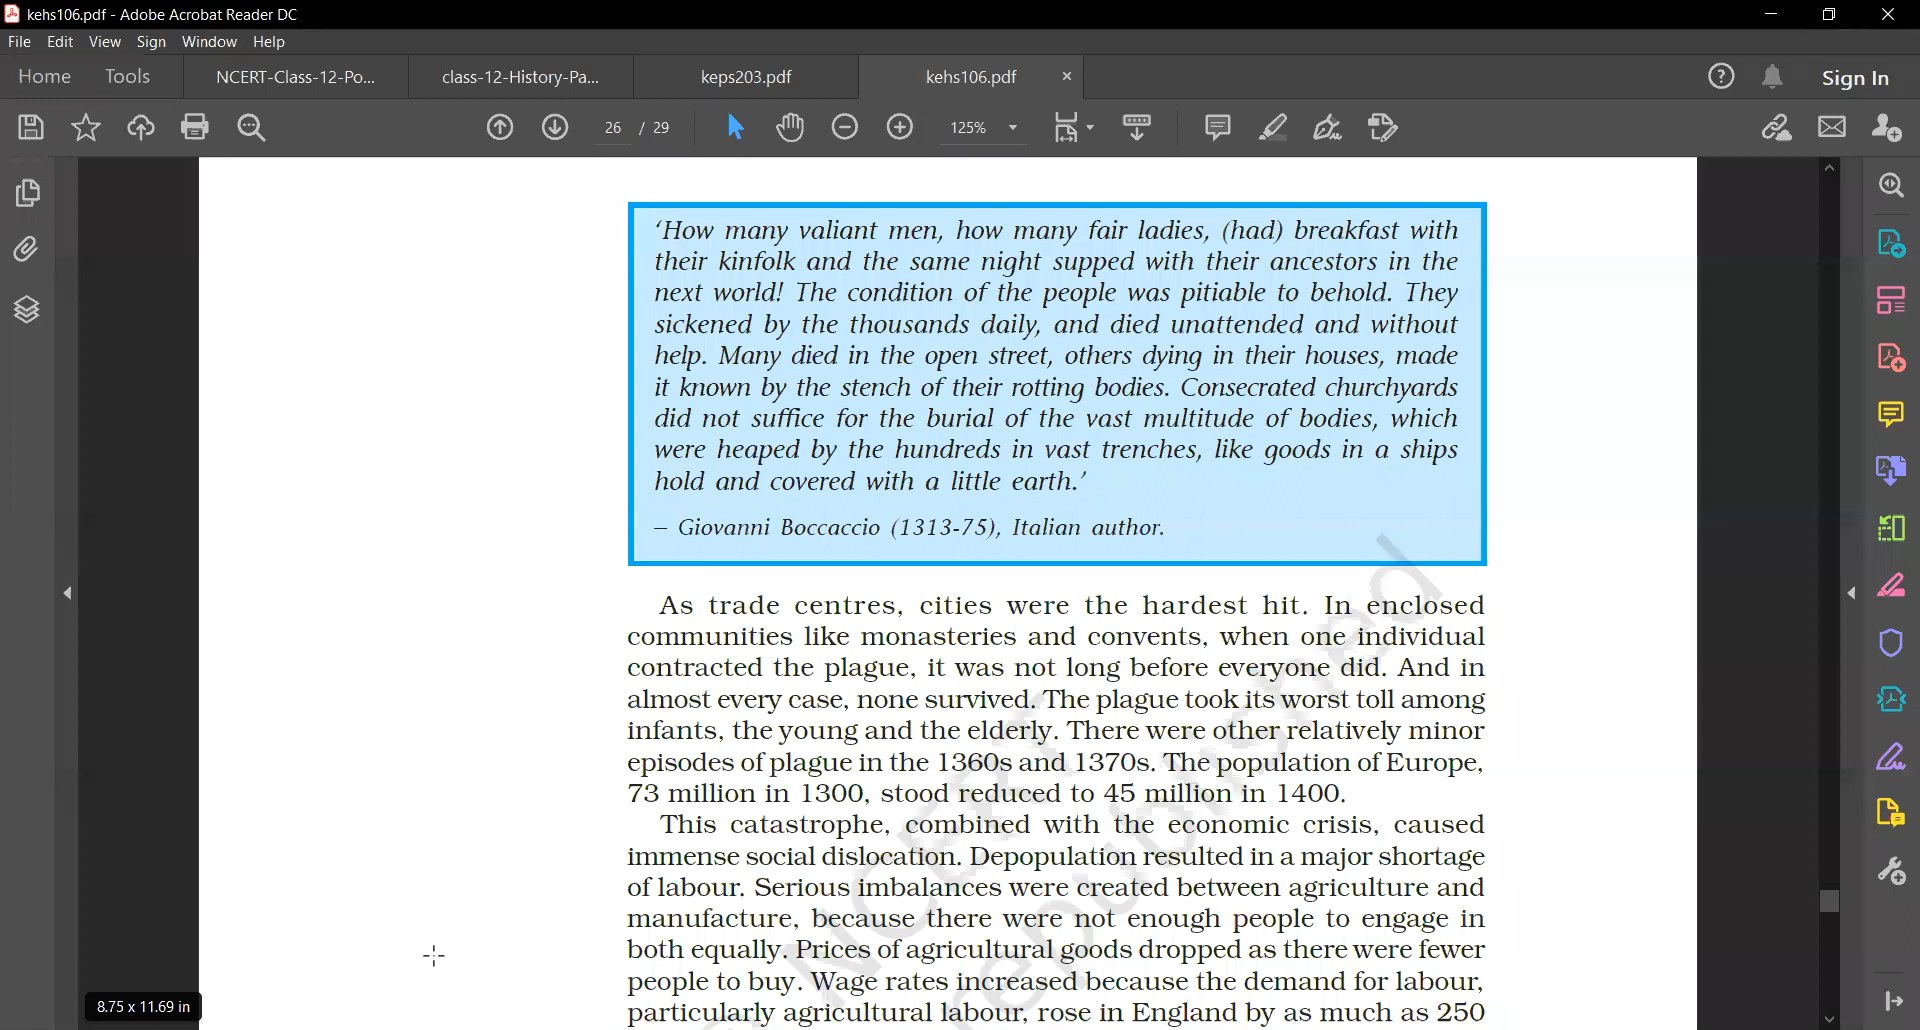 kehs106.pdf - Adobe Acrobat Reader DC
File Edit View Sign Window Help
Home Tools NCERT-Class-12-Po... class-12-History-Pa... keps203.pdf kehs106.pdf × Sign In
26 / 29 125%
‘How many valiant men, how many fair ladies, (had) breakfast with
their kinfolk and the same night supped with their ancestors in the
next world! The condition of the people was pitiable to behold. They
sickened by the thousands daily, and died unattended and without
help. Many died in the open street, others dying in their houses, made
it known by the stench of their rotting bodies. Consecrated churchyards
did not suffice for the burial of the vast multitude of bodies, which
were heaped by the hundreds in vast trenches, like goods in a ships
hold and covered with a little earth.’
– Giovanni Boccaccio (1313-75), Italian author.
As trade centres, cities were the hardest hit. In enclosed
communities like monasteries and convents, when one individual
contracted the plague, it was not long before everyone did. And in
almost every case, none survived. The plague took its worst toll among
infants, the young and the elderly. There were other relatively minor
episodes of plague in the 1360s and 1370s. The population of Europe,
73 million in 1300, stood reduced to 45 million in 1400.
This catastrophe, combined with the economic crisis, caused
immense social dislocation. Depopulation resulted in a major shortage
of labour. Serious imbalances were created between agriculture and
manufacture, because there were not enough people to engage in
both equally. Prices of agricultural goods dropped as there were fewer
people to buy. Wage rates increased because the demand for labour,
particularly agricultural labour, rose in England by as much as 250
NCERT
republished
8.75 x 11.69 in